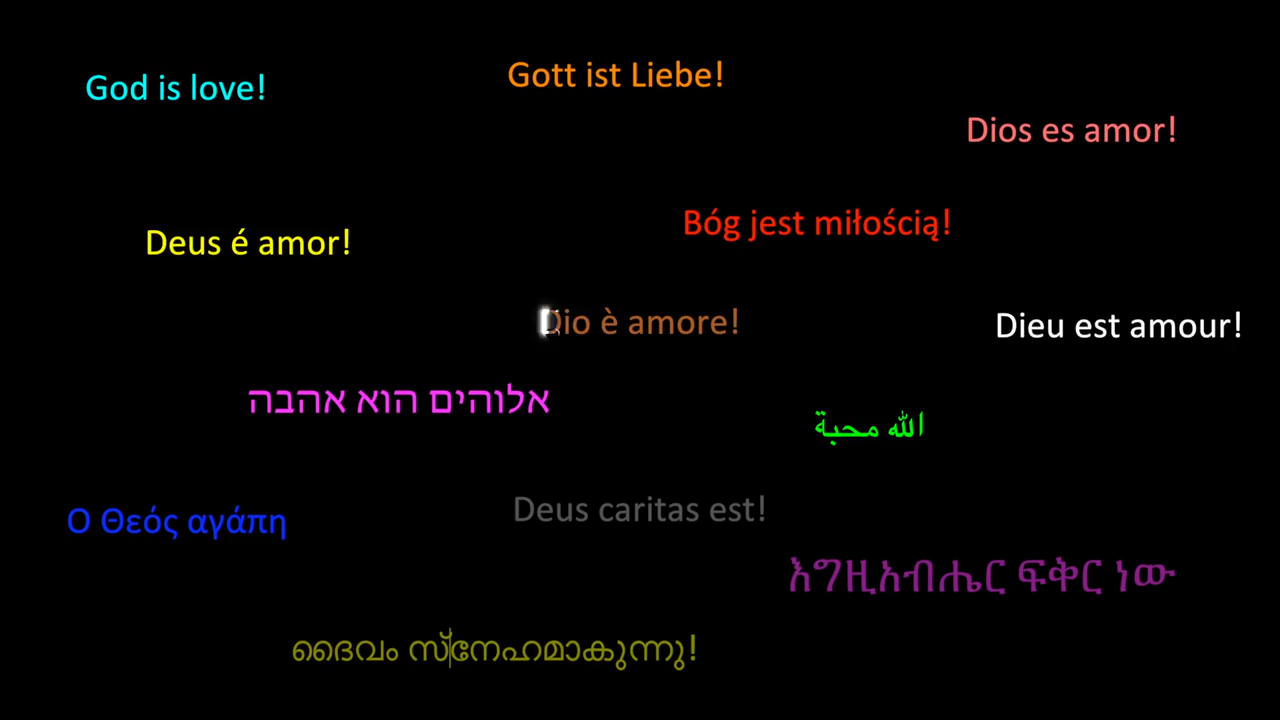 God is love!
Gott ist Liebe!
Dios es amor!
Deus é amor!
Bóg jest miłością!
Dio è amore!
Dieu est amour!
אלוהים הוא אהבה
الله محبة
Ο Θεός αγάπη
Deus caritas est!
እግዚአብሔር ፍቅር ነው
ദൈവം സ്നേഹമാകുന്നു!